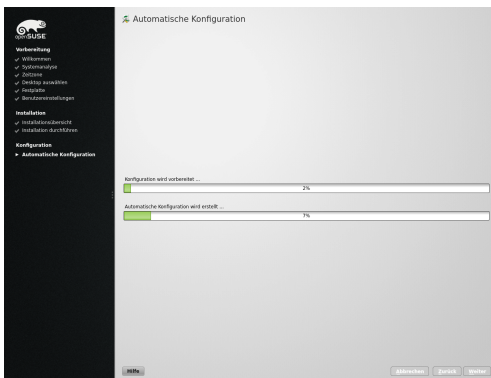 openSUSE
Vorbereitung
Willkommen
Systemanalyse
Zeitzone
Desktop auswählen
Festplatte
Benutzereinstellungen
Installation
Installationsübersicht
Installation durchführen
Konfiguration
Automatische Konfiguration
Automatische Konfiguration
Konfiguration wird vorbereitet ...
2%
Automatische Konfiguration wird erstellt ...
7%
Hilfe
Abbrechen
Zurück
Weiter